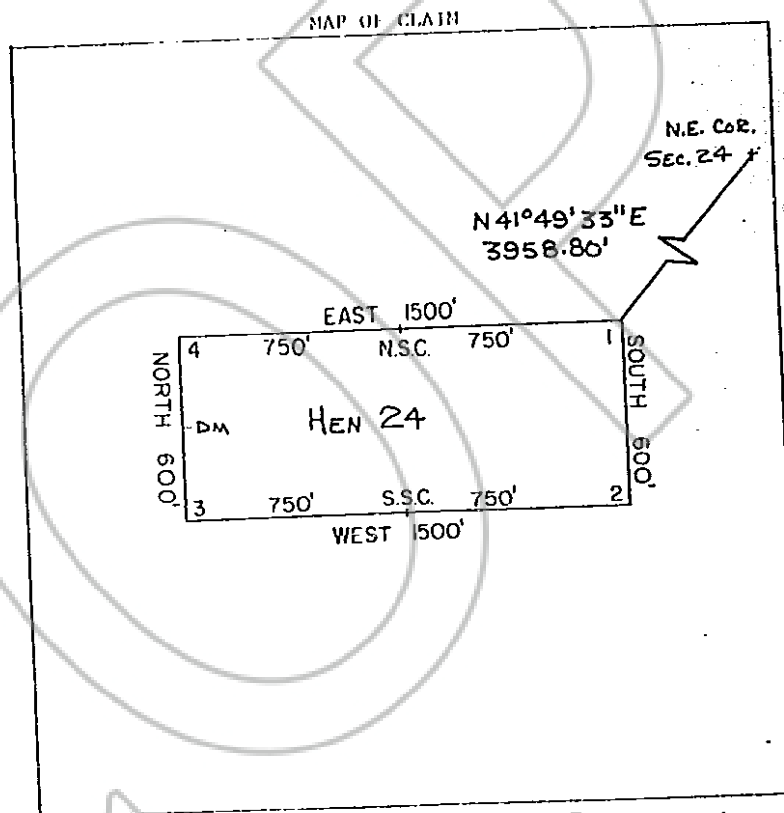 MAP OF CLAIM
N.E. COR.
SEC. 24
N 41°49'33" E
3958.80'
EAST 1500'
4 750' N.S.C. 750' 1
NORTH 600'
SOUTH 600'
DM
HEN 24
3 750' S.S.C. 750' 2
WEST 1500'